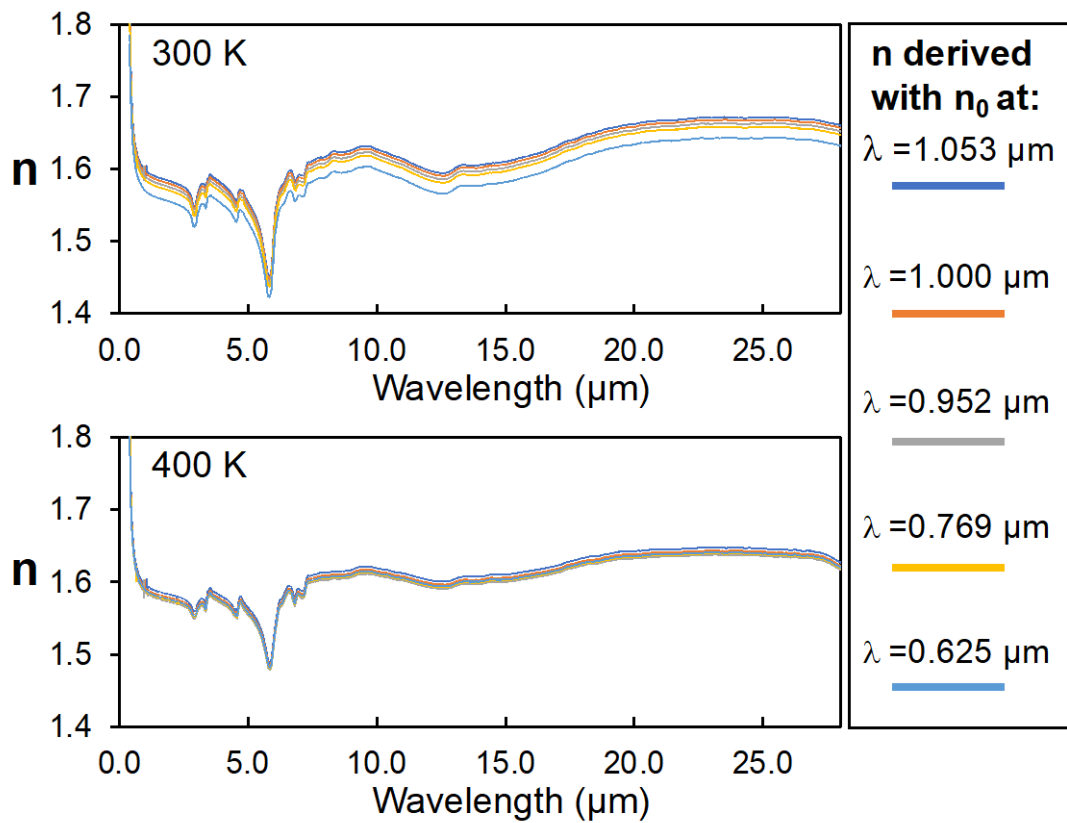 1.8
300 K
1.7
n
1.6
1.5
1.4
0.0 5.0 10.0 15.0 20.0 25.0
Wavelength (µm)
1.8
400 K
1.7
n
1.6
1.5
1.4
0.0 5.0 10.0 15.0 20.0 25.0
Wavelength (µm)
n derived
with n₀ at:
λ =1.053 µm
λ =1.000 µm
λ =0.952 µm
λ =0.769 µm
λ =0.625 µm